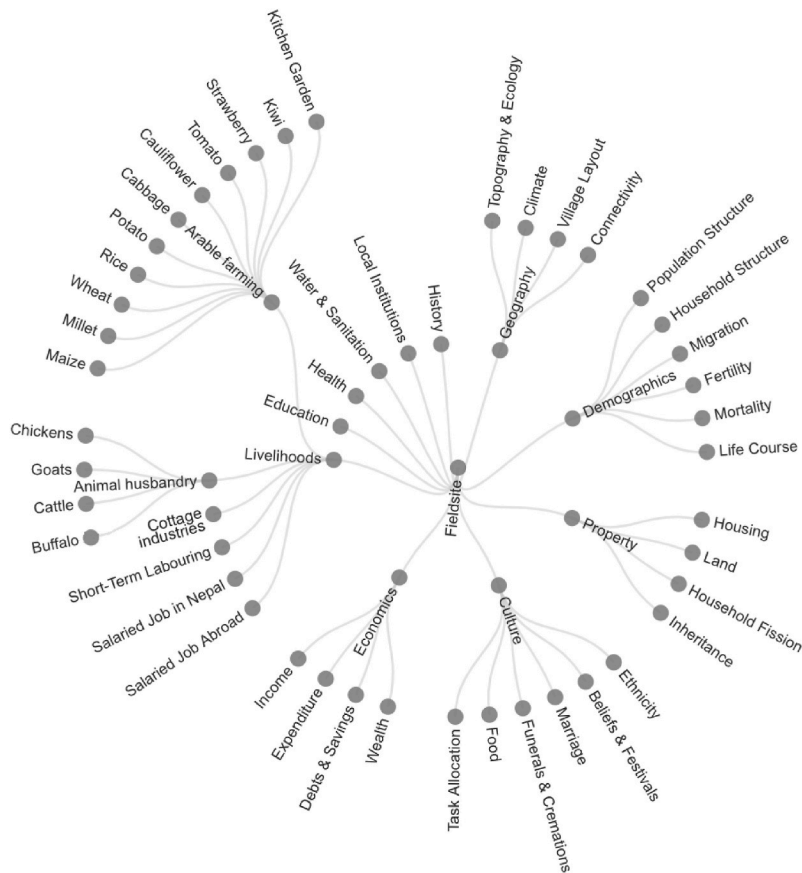 Kitchen Garden
Kiwi
Strawberry
Tomato
Cauliflower
Cabbage
Potato
Rice
Wheat
Millet
Maize
Arable farming
Water & Sanitation
Local Institutions
History
Health
Education
Livelihoods
Topography & Ecology
Climate
Village Layout
Connectivity
Geography
Population Structure
Household Structure
Migration
Fertility
Mortality
Life Course
Demographics
Chickens
Goats
Cattle
Buffalo
Animal husbandry
Cottage
industries
Short-Term Labouring
Salaried Job in Nepal
Salaried Job Abroad
Fieldsite
Property
Housing
Land
Household Fission
Inheritance
Economics
Income
Expenditure
Debts & Savings
Wealth
Culture
Task Allocation
Food
Funerals & Cremations
Marriage
Beliefs & Festivals
Ethnicity